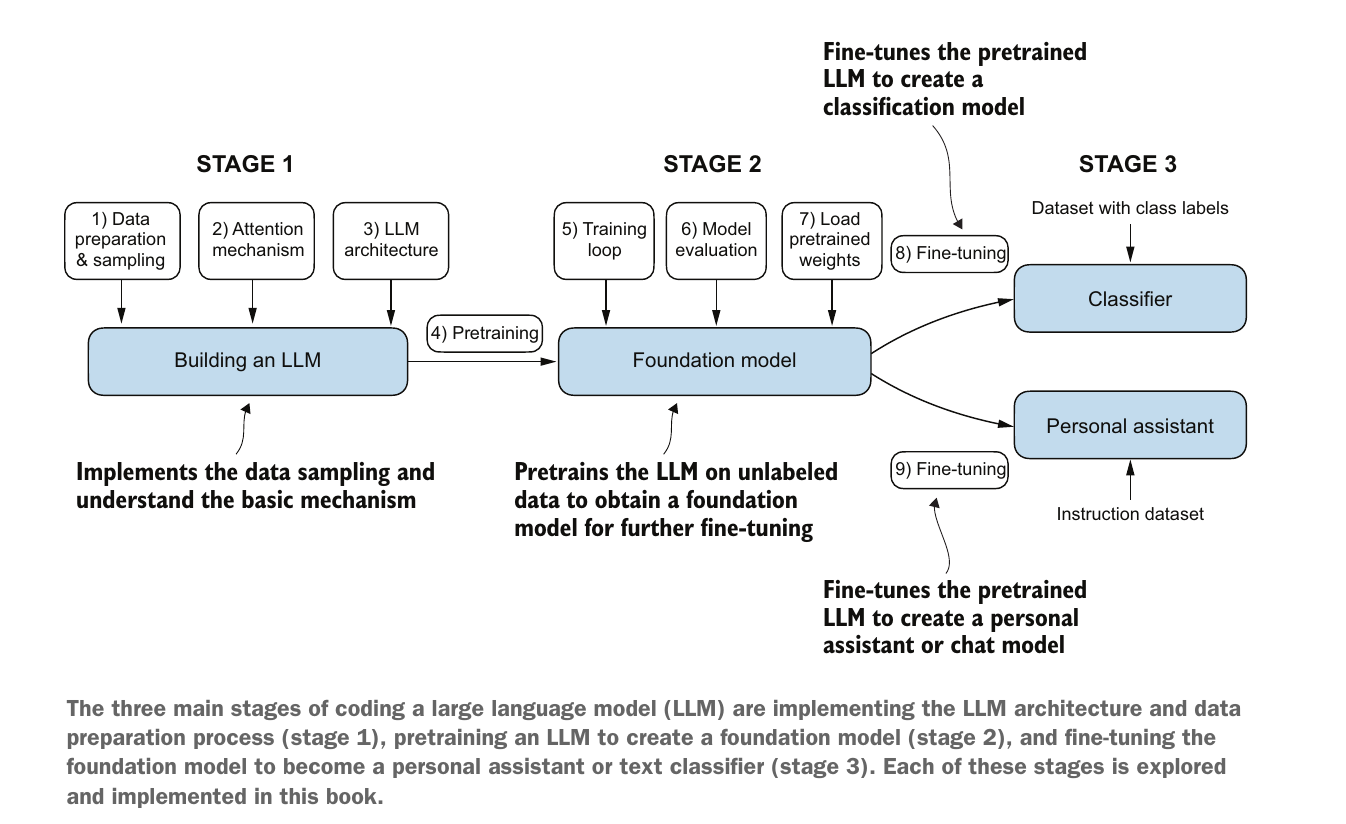 Fine-tunes the pretrained
LLM to create a
classification model
STAGE 1
STAGE 2
STAGE 3
1) Data
preparation
& sampling
2) Attention
mechanism
3) LLM
architecture
5) Training
loop
6) Model
evaluation
7) Load
pretrained
weights
Dataset with class labels
8) Fine-tuning
Classifier
4) Pretraining
Building an LLM
Foundation model
Personal assistant
9) Fine-tuning
Instruction dataset
Implements the data sampling and
understand the basic mechanism
Pretrains the LLM on unlabeled
data to obtain a foundation
model for further fine-tuning
Fine-tunes the pretrained
LLM to create a personal
assistant or chat model
The three main stages of coding a large language model (LLM) are implementing the LLM architecture and data
preparation process (stage 1), pretraining an LLM to create a foundation model (stage 2), and fine-tuning the
foundation model to become a personal assistant or text classifier (stage 3). Each of these stages is explored
and implemented in this book.